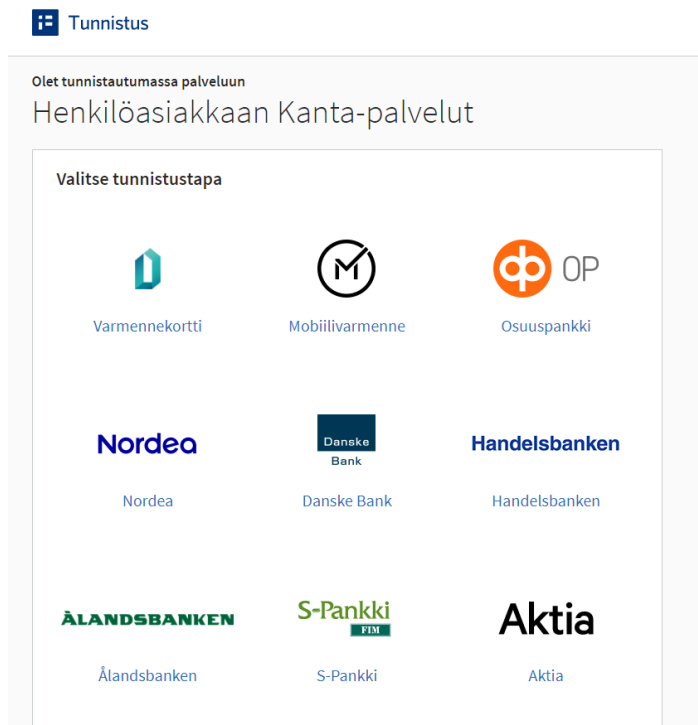 Tunnistus
Olet tunnistautumassa palveluun
Henkilöasiakkaan Kanta-palvelut
Valitse tunnistustapa
M OP
Varmennekortti Mobiilivarmenne Osuuspankki
Nordea Danske Bank Handelsbanken
Nordea Danske Bank Handelsbanken
ÅLANDSBANKEN S-Pankki FIM Aktia
Ålandsbanken S-Pankki Aktia